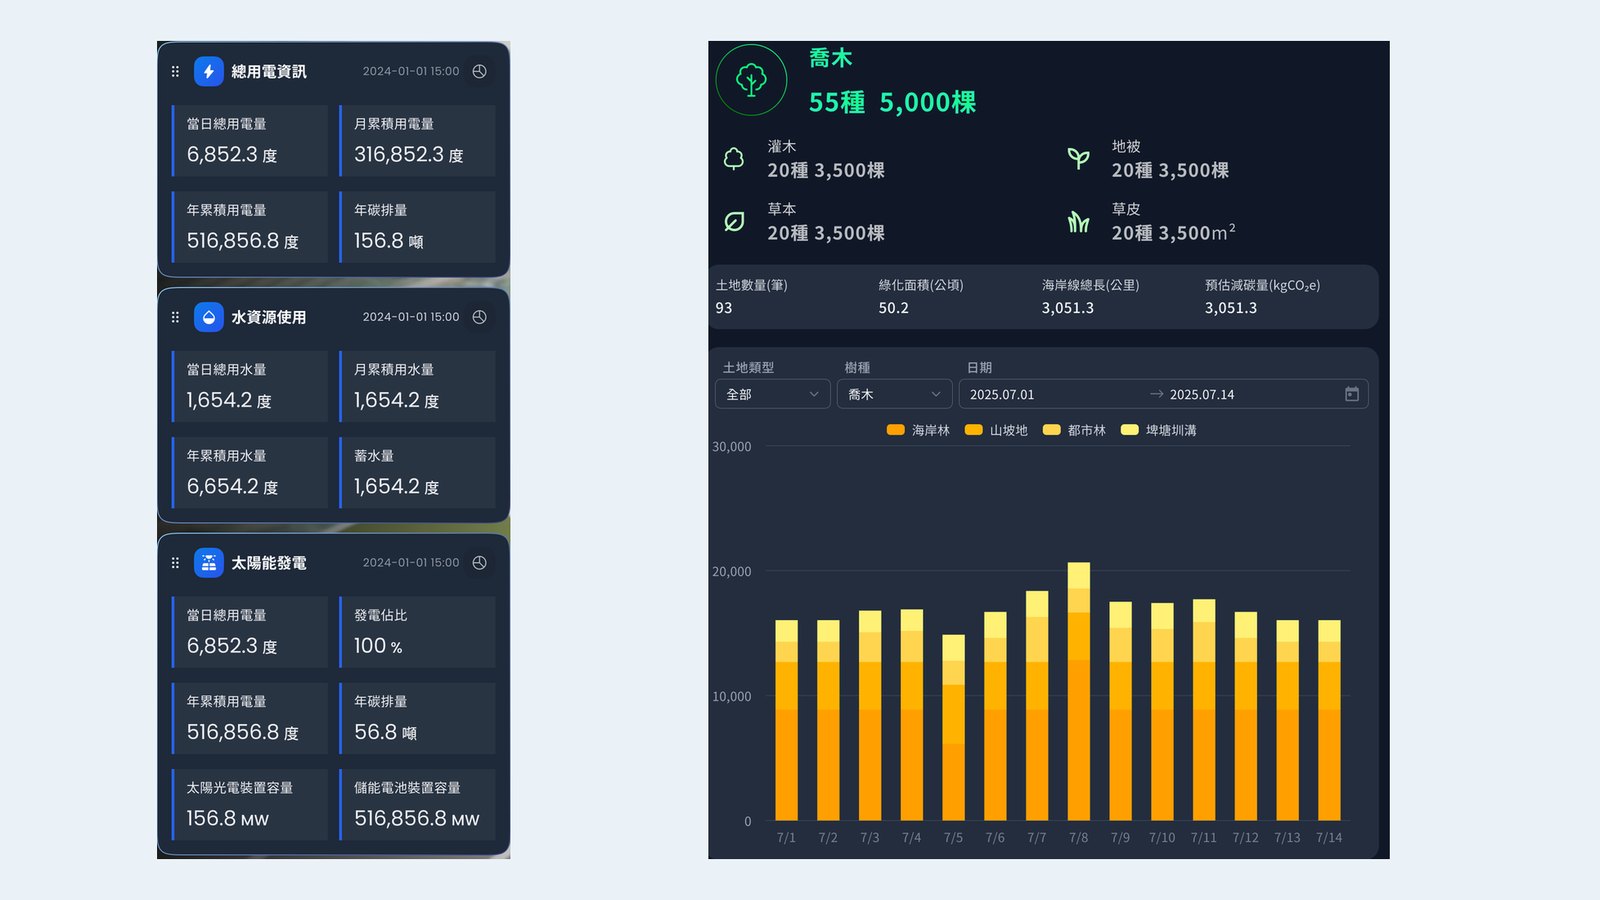 總用電資訊 2024-01-01 15:00
當日總用電量 月累積用電量
6,852.3 度 316,852.3 度
年累積用電量 年碳排量
516,856.8 度 156.8 噸
水資源使用 2024-01-01 15:00
當日總用水量 月累積用水量
1,654.2 度 1,654.2 度
年累積用水量 蓄水量
6,654.2 度 1,654.2 度
太陽能發電 2024-01-01 15:00
當日總用電量 發電佔比
6,852.3 度 100 %
年累積用電量 年碳排量
516,856.8 度 56.8 噸
太陽光電裝置容量 儲能電池裝置容量
156.8 MW 516,856.8 MW
喬木
55種 5,000棵
灌木 地被
20種 3,500棵 20種 3,500棵
草本 草皮
20種 3,500棵 20種 3,500m²
土地數量(筆) 綠化面積(公頃) 海岸線總長(公里) 預估減碳量(kgCO₂e)
93 50.2 3,051.3 3,051.3
土地類型 樹種 日期
全部 喬木 2025.07.01 → 2025.07.14
海岸林 山坡地 都市林 埤塘圳溝
30,000
20,000
10,000
0
7/1 7/2 7/3 7/4 7/5 7/6 7/7 7/8 7/9 7/10 7/11 7/12 7/13 7/14